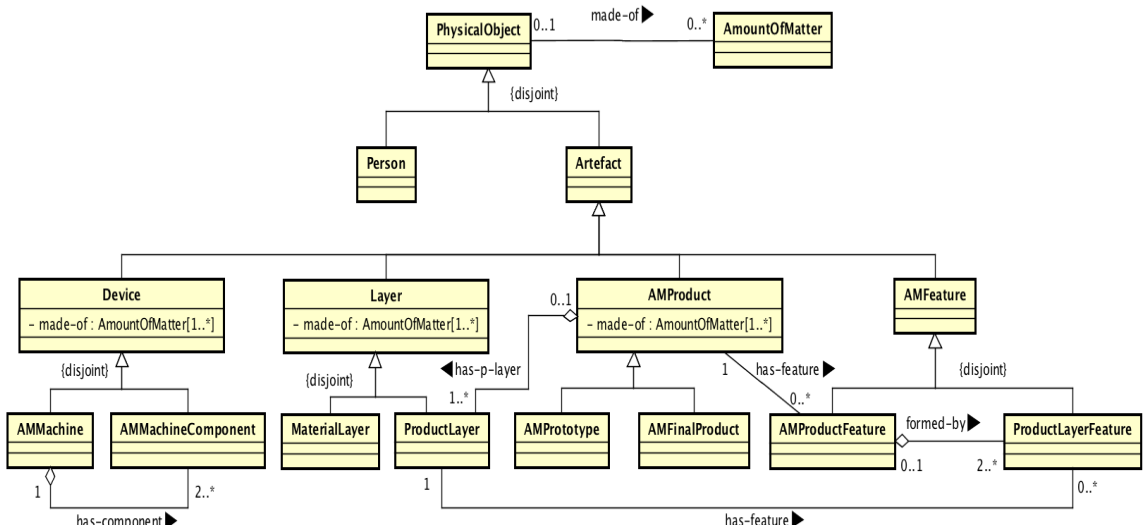 made-of ▶
PhysicalObject
0..1
0..*
AmountOfMatter
{disjoint}
Person
Artefact
Device
- made-of : AmountOfMatter[1..*]
Layer
- made-of : AmountOfMatter[1..*]
0..1
AMProduct
- made-of : AmountOfMatter[1..*]
AMFeature
{disjoint}
{disjoint}
◀has-p-layer
1..*
1
has-feature ▶
0..*
{disjoint}
AMMachine
AMMachineComponent
MaterialLayer
ProductLayer
AMPrototype
AMFinalProduct
AMProductFeature
formed-by▶
ProductLayerFeature
0..1
2..*
1
2..*
1
0..*
has-component▶
has-feature ▶